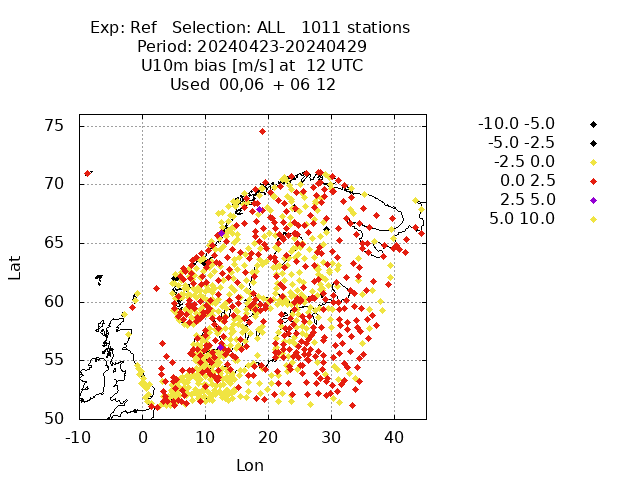 Exp: Ref   Selection: ALL   1011 stations
Period: 20240423-20240429
U10m bias [m/s] at  12 UTC
Used  00,06  + 06 12
-10.0 -5.0
-5.0 -2.5
-2.5 0.0
0.0 2.5
2.5 5.0
5.0 10.0
75
70
65
60
55
50
Lat
-10 0 10 20 30 40
Lon